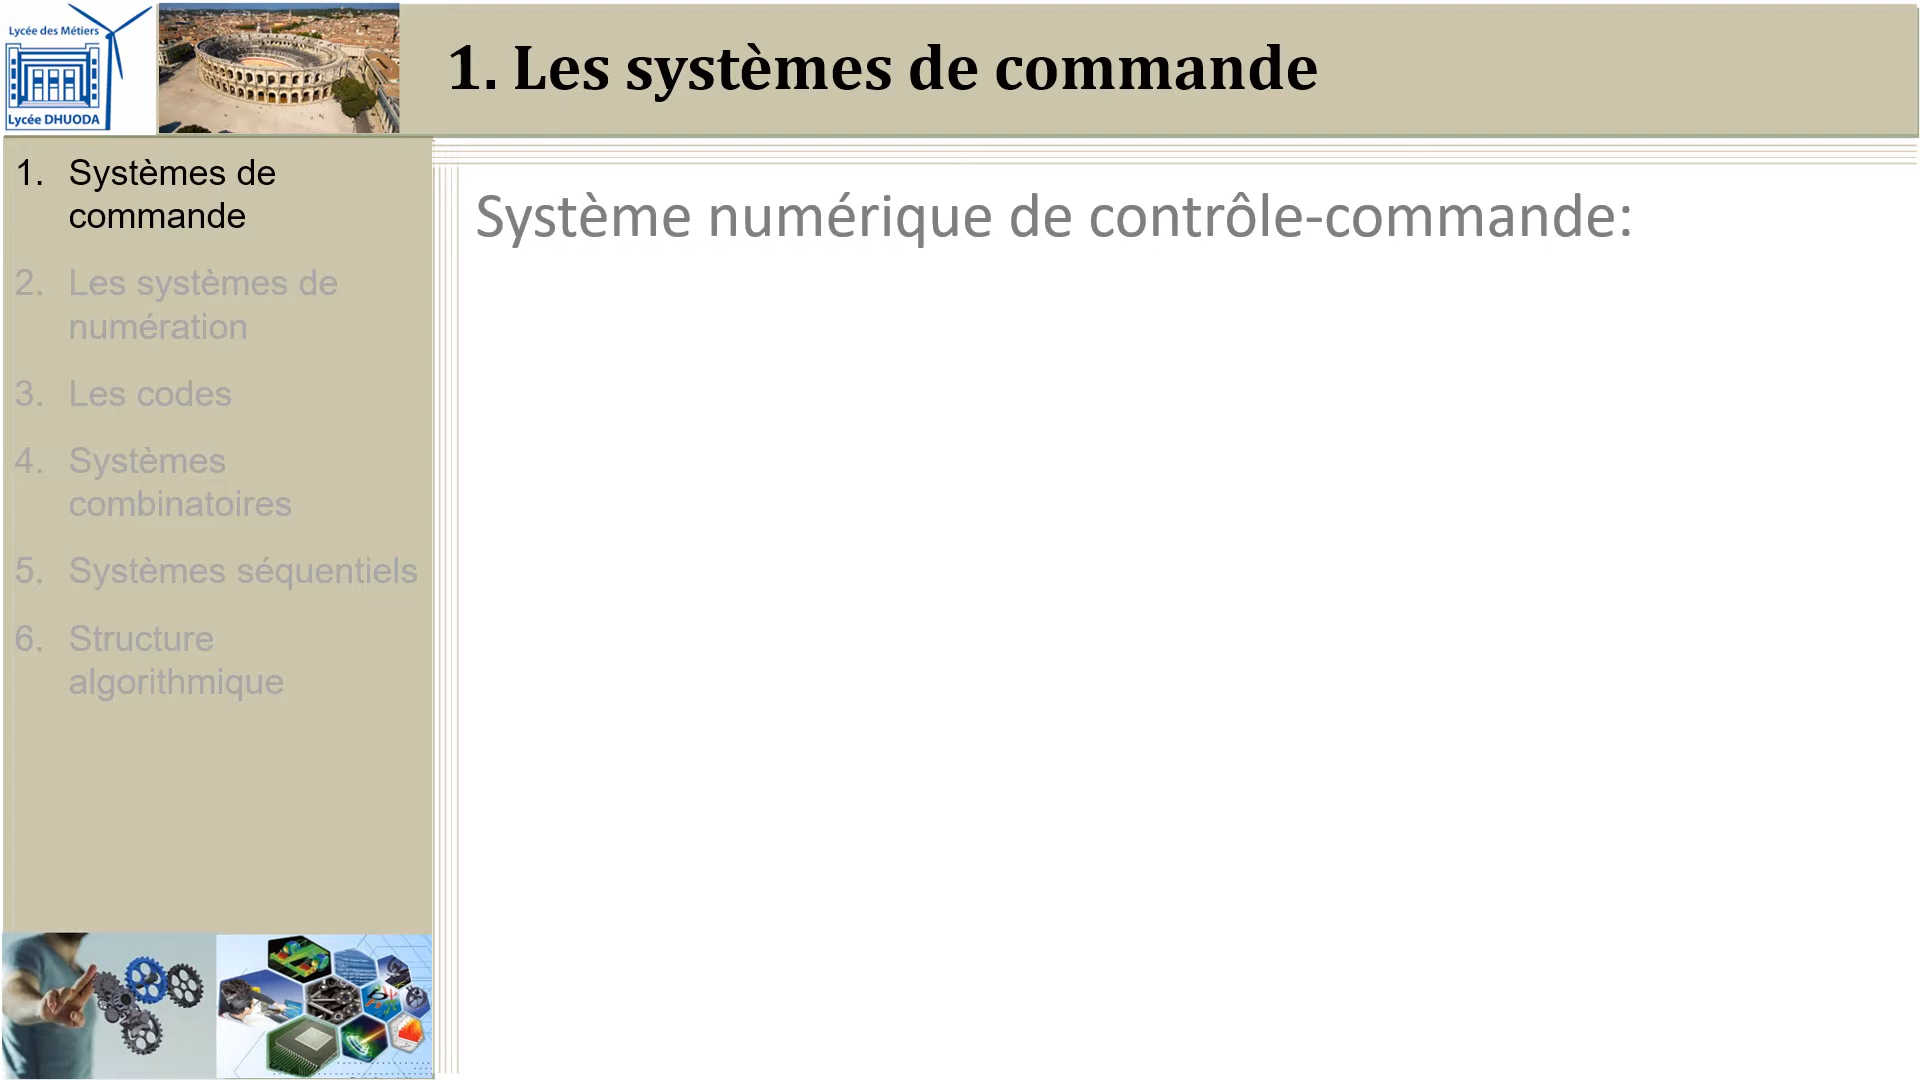 Lycée des Métiers
Lycée DHUODA
1. Les systèmes de commande
1. Systèmes de
commande
2. Les systèmes de
numération
3. Les codes
4. Systèmes
combinatoires
5. Systèmes séquentiels
6. Structure
algorithmique
Système numérique de contrôle-commande: